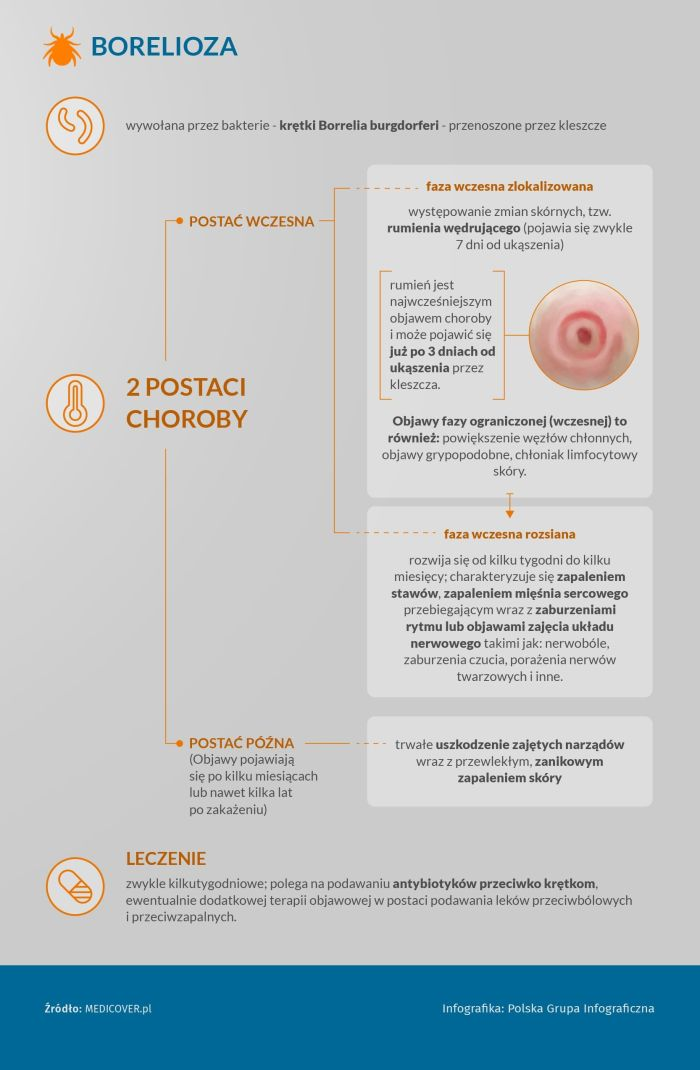 BORELIOZA
wywołana przez bakterie - krętki Borrelia burgdorferi - przenoszone przez kleszcze
2 POSTACI
CHOROBY
POSTAĆ WCZESNA
faza wczesna zlokalizowana
występowanie zmian skórnych, tzw.
rumienia wędrującego (pojawia się zwykle
7 dni od ukąszenia)
rumień jest
najwcześniejszym
objawem choroby
i może pojawić się
już po 3 dniach od
ukąszenia przez
kleszcza.
Objawy fazy ograniczonej (wczesnej) to
również: powiększenie węzłów chłonnych,
objawy grypopodobne, chłoniak limfocytowy
skóry.
faza wczesna rozsiana
rozwija się od kilku tygodni do kilku
miesięcy; charakteryzuje się zapaleniem
stawów, zapaleniem mięśnia sercowego
przebiegającym wraz z zaburzeniami
rytmu lub objawami zajęcia układu
nerwowego takimi jak: nerwobóle,
zaburzenia czucia, porażenia nerwów
twarzowych i inne.
POSTAĆ PÓŹNA
(Objawy pojawiają
się po kilku miesiącach
lub nawet kilka lat
po zakażeniu)
trwałe uszkodzenie zajętych narządów
wraz z przewlekłym, zanikowym
zapaleniem skóry
LECZENIE
zwykle kilkutygodniowe; polega na podawaniu antybiotyków przeciwko krętkom,
ewentualnie dodatkowej terapii objawowej w postaci podawania leków przeciwbólowych
i przeciwzapalnych.
Źródło: MEDICOVER.pl
Infografika: Polska Grupa Infograficzna